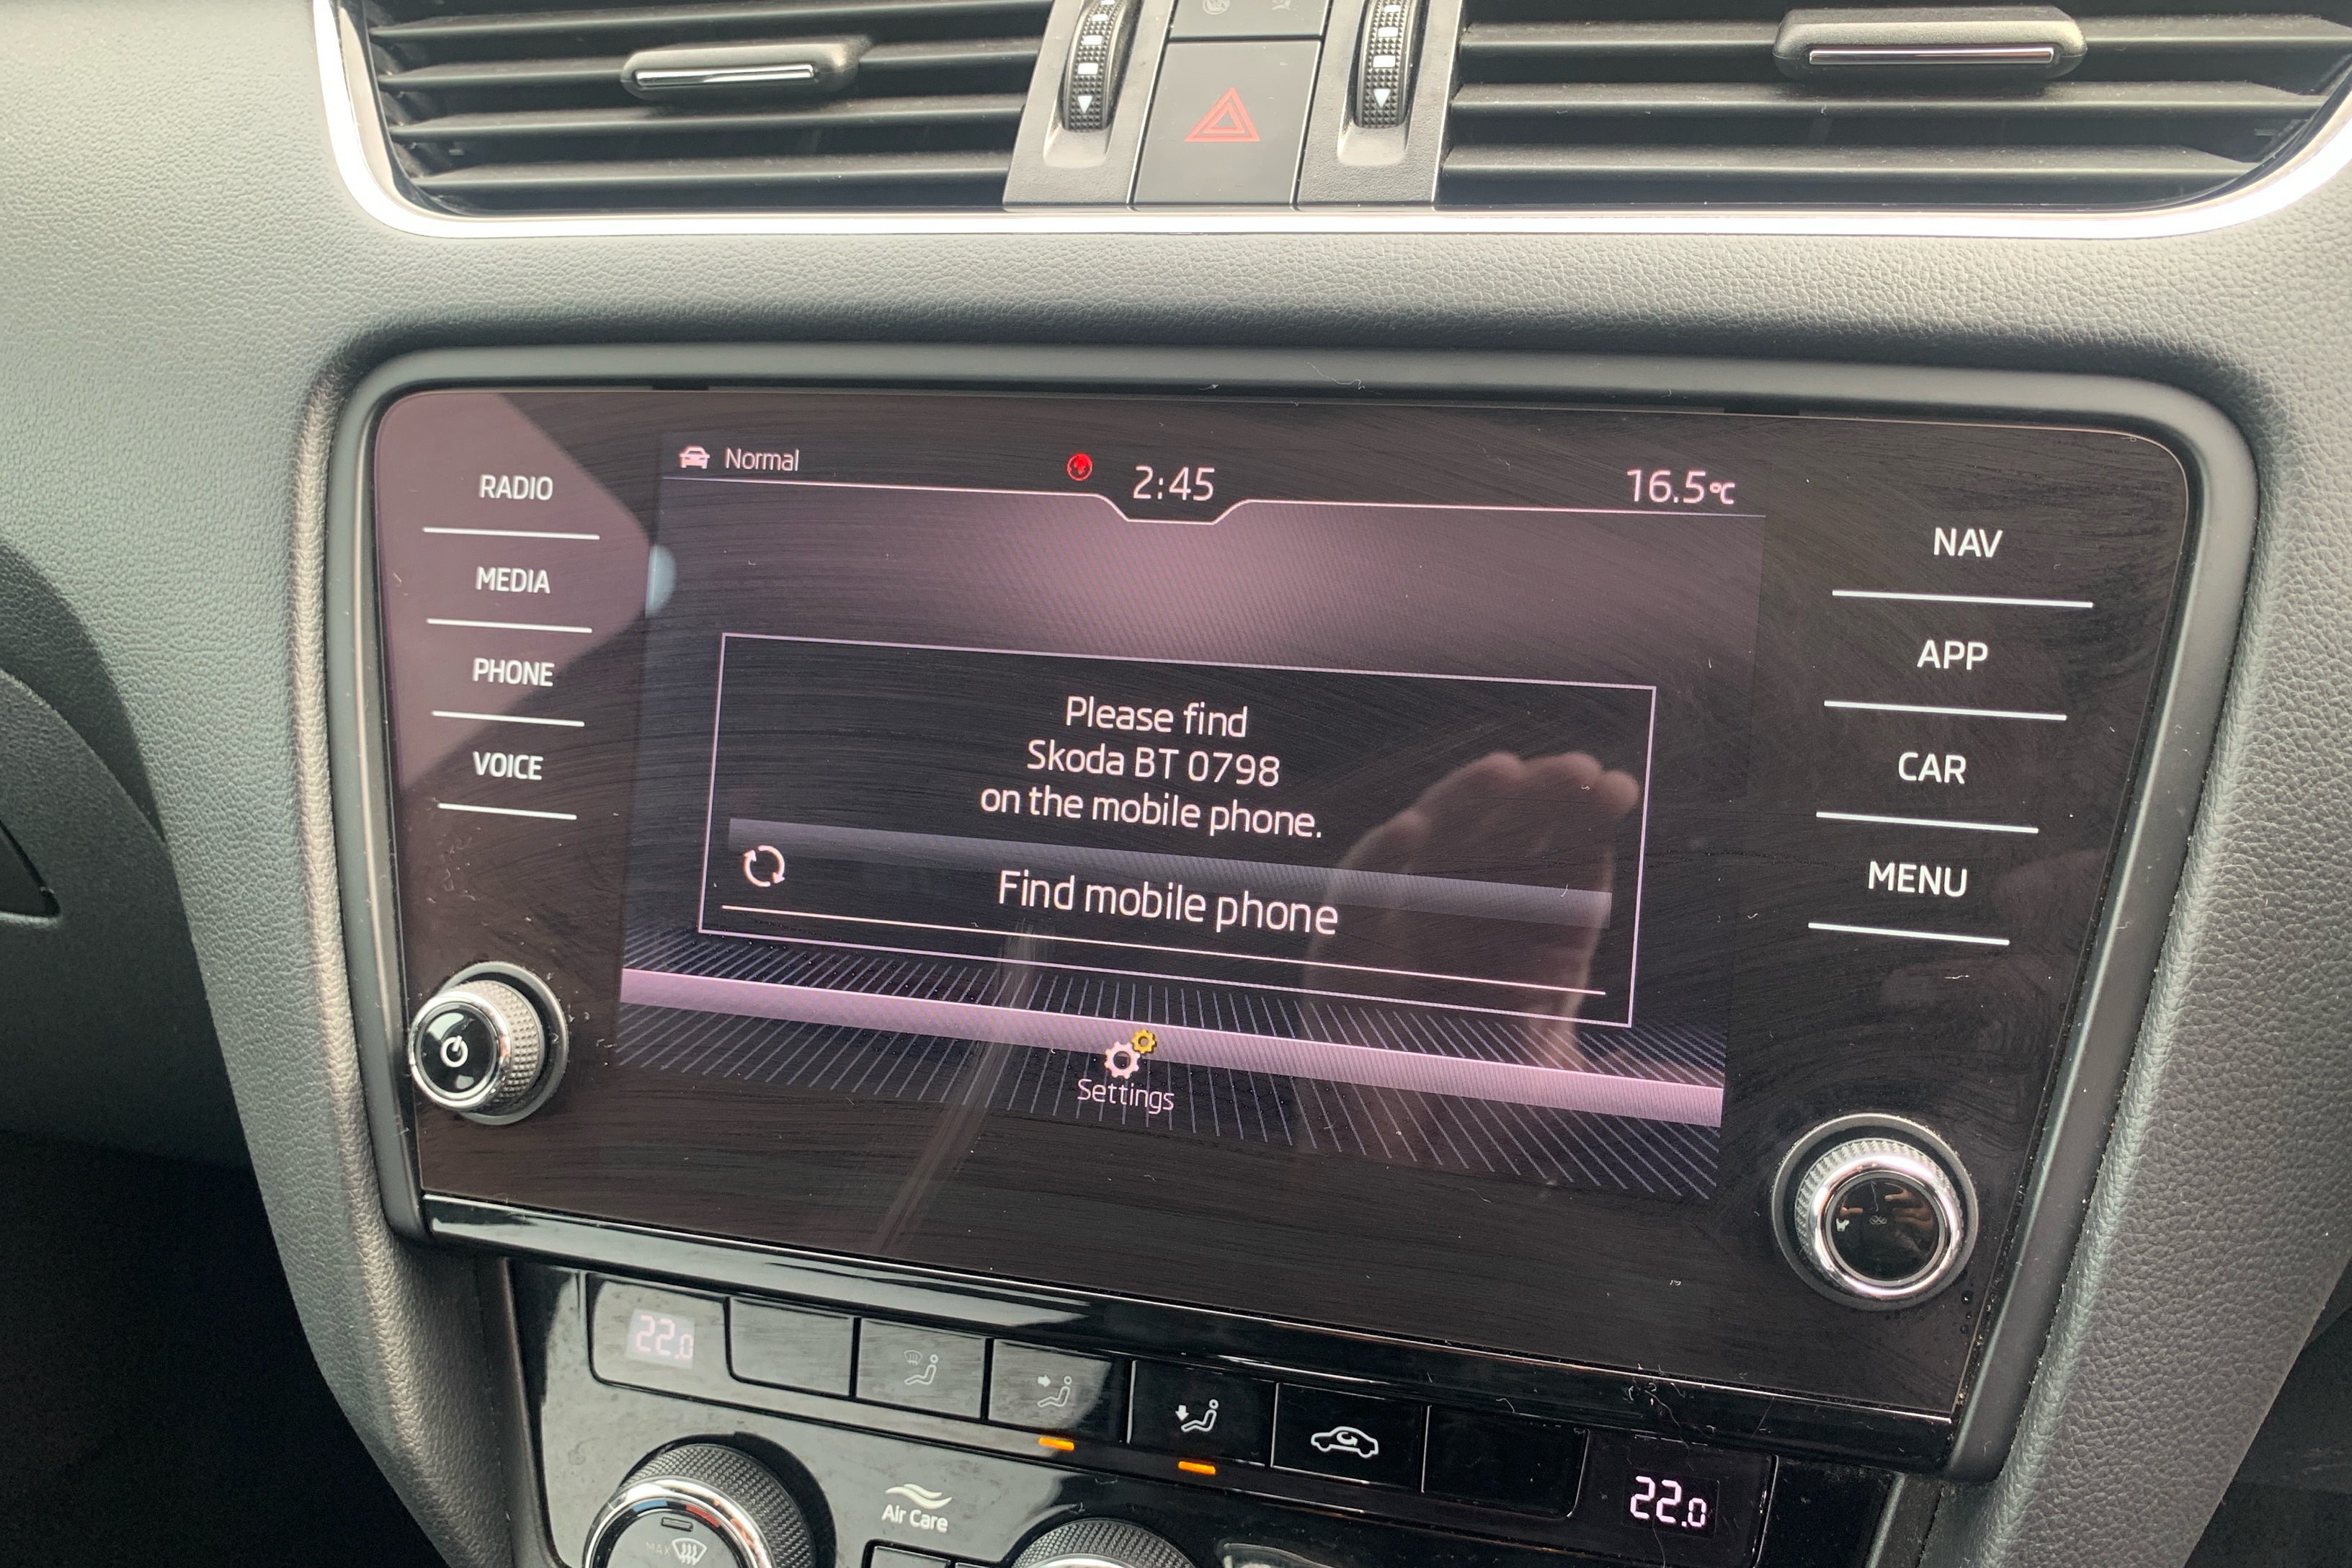 Normal
2:45
16.5°C
RADIO
MEDIA
PHONE
VOICE
Please find
Skoda BT 0798
on the mobile phone.
Find mobile phone
Settings
NAV
APP
CAR
MENU
22.0
22.0
Air Care
MAX